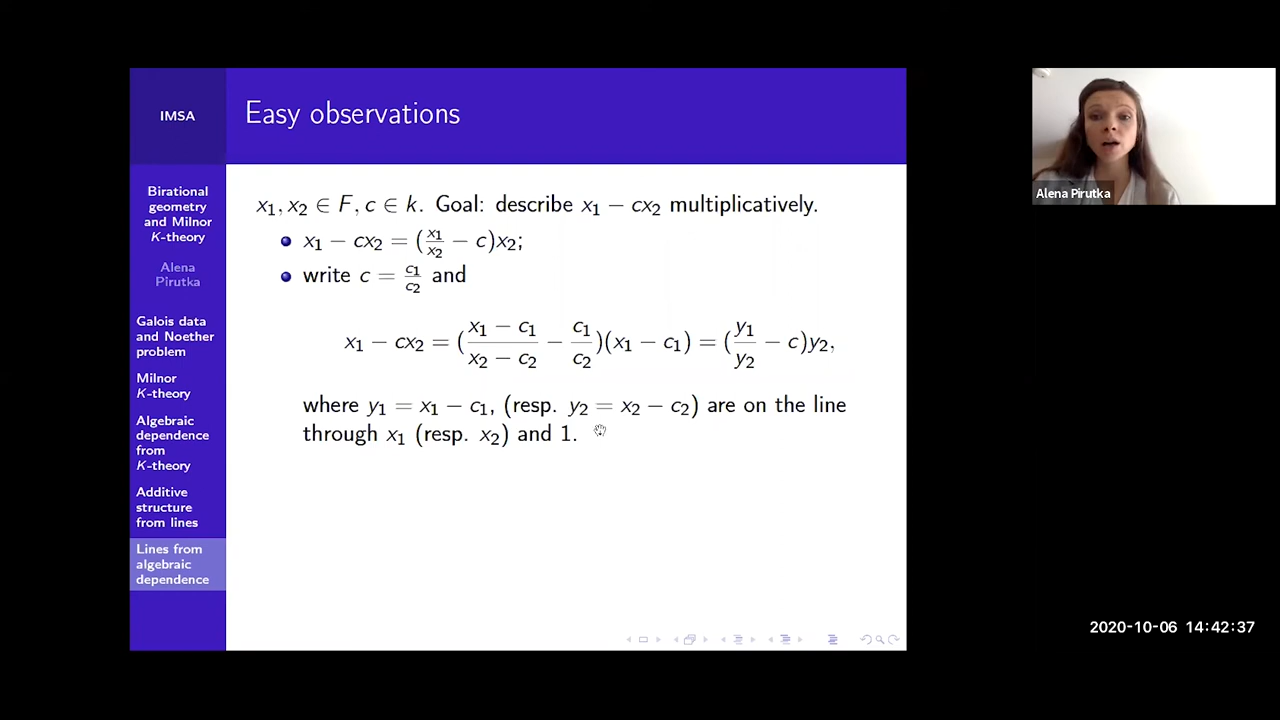 IMSA
Easy observations
Birational
geometry
and Milnor
K-theory
Alena
Pirutka
Galois data
and Noether
problem
Milnor
K-theory
Algebraic
dependence
from
K-theory
Additive
structure
from lines
Lines from
algebraic
dependence
x₁, x₂ ∈ F, c ∈ k. Goal: describe x₁ − cx₂ multiplicatively.
x₁ − cx₂ = (x₁/x₂ − c)x₂;
write c = c₁/c₂ and
x₁ − cx₂ = ((x₁ − c₁)/(x₂ − c₂) − c₁/c₂)(x₁ − c₁) = (y₁/y₂ − c)y₂,
where y₁ = x₁ − c₁, (resp. y₂ = x₂ − c₂) are on the line
through x₁ (resp. x₂) and 1.
Alena Pirutka
2020-10-06 14:42:37